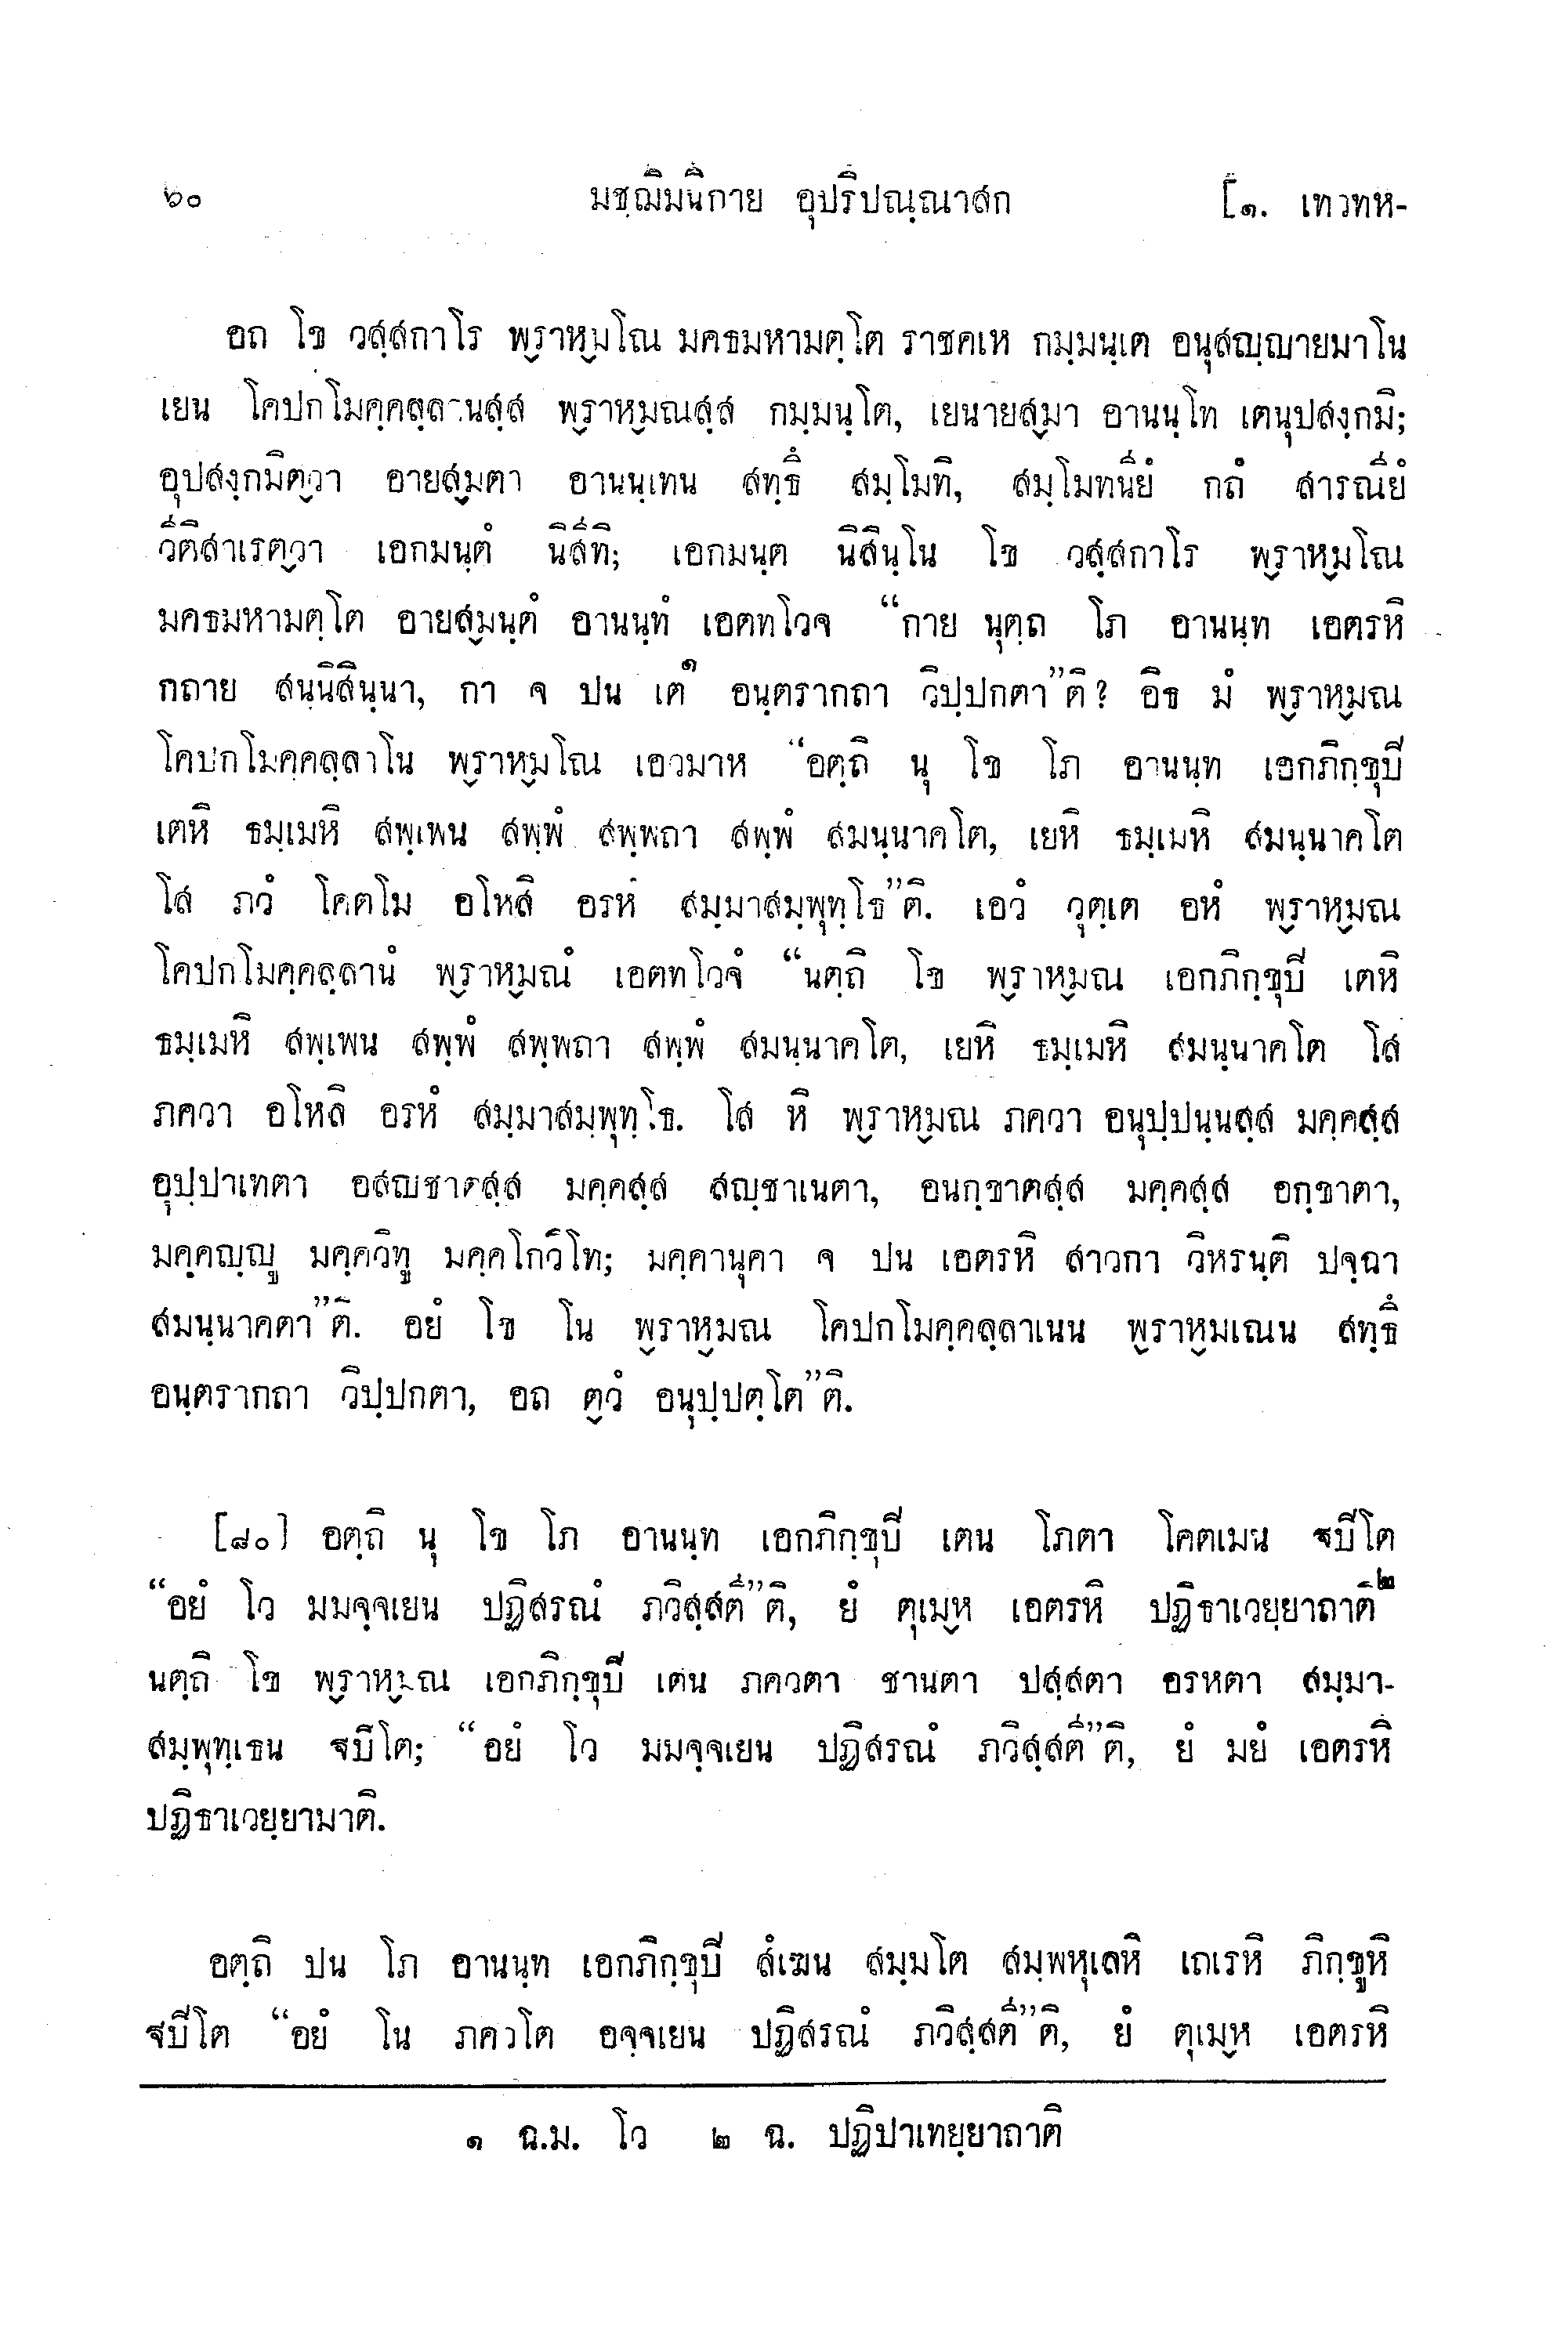 ๖๐ มชฺฌิมนิกาย อุปริปณฺณาสก [๑. เทวทห-
อถ โข วสฺสกาโร พฺราหฺมโณ มคธมหามตฺโต ราชคเห กมฺมนฺเต อนุสญฺญายมาโน
เยน โคปกโมคฺคลฺลานสฺส พฺราหฺมณสฺส กมฺมนฺโต, เยนายสฺมา อานนฺโท เตนุปสงฺกมิ;
อุปสงฺกมิตฺวา อายสฺมตา อานนฺเทน สทฺธึ สมฺโมทิ, สมฺโมทนียํ กถํ สารณียํ
วีติสาเรตฺวา เอกมนฺตํ นิสีทิ; เอกมนฺต นิสินฺโน โข วสฺสกาโร พฺราหฺมโณ
มคธมหามตฺโต อายสฺมนฺตํ อานนฺทํ เอตทโวจ “กาย นุตฺถ โภ อานนฺท เอตรหิ
กถาย สนฺนิสินฺนา, กา จ ปน เต๑ อนฺตรากถา วิปฺปกตา”ติ? อิธ มํ พฺราหฺมณ
โคปกโมคฺคลฺลาโน พฺราหฺมโณ เอวมาห “อตฺถิ นุ โข โภ อานนฺท เอกภิกฺขุปี
เตหิ ธมฺเมหิ สพฺเพน สพฺพํ สพฺพถา สพฺพํ สมนฺนาคโต, เยหิ ธมฺเมหิ สมนฺนาคโต
โส ภวํ โคตโม อโหสิ อรหํ สมฺมาสมฺพุทฺโธ”ติ. เอวํ วุตฺเต อหํ พฺราหฺมณ
โคปกโมคฺคลฺลานํ พฺราหฺมณํ เอตทโวจํ “นตฺถิ โข พฺราหฺมณ เอกภิกฺขุปี เตหิ
ธมฺเมหิ สพฺเพน สพฺพํ สพฺพถา สพฺพํ สมนฺนาคโต, เยหิ ธมฺเมหิ สมนฺนาคโต โส
ภควา อโหสิ อรหํ สมฺมาสมฺพุทฺโธ. โส หิ พฺราหฺมณ ภควา อนุปฺปนฺนสฺส มคฺคสฺส
อุปฺปาเทตา อสญชาตสฺส มคฺคสฺส สญฺชาเนตา, อนกฺขาตสฺส มคฺคสฺส อกฺขาตา,
มคฺคญฺญู มคฺควิทู มคฺคโกวิโท; มคฺคานุคา จ ปน เอตรหิ สาวกา วิหรนฺติ ปจฺฉา
สมนฺนาคตา”ติ. อยํ โข โน พฺราหฺมณ โคปกโมคฺคลฺลาเนน พฺราหฺมเณน สทฺธึ
อนฺตรากถา วิปฺปกตา, อถ ตฺวํ อนุปฺปตฺโต”ติ.
[๘๐] อตฺถิ นุ โข โภ อานนฺท เอกภิกฺขุปี เตน โภตา โคตเมน ฐปีโต
“อยํ โว มมจฺจเยน ปฏิสรณํ ภวิสฺสตี”ติ, ยํ ตุเมฺห เอตรหิ ปฏิธาเวยฺยาถาติ๒
นตฺถิ โข พฺราหฺมณ เอกภิกฺขุปี เตน ภควตา ชานตา ปสฺสตา อรหตา สมฺมา-
สมฺพุทฺเธน ฐปีโต; “อยํ โว มมจฺจเยน ปฏิสรณํ ภวิสฺสตี”ติ, ยํ มยํ เอตรหิ
ปฏิธาเวยฺยามาติ.
อตฺถิ ปน โภ อานนฺท เอกภิกฺขุปี สํเฆน สมฺมโต สมฺพหุเลหิ เถเรหิ ภิกฺขูหิ
ฐปีโต “อยํ โน ภควโต อจฺจเยน ปฏิสรณํ ภวิสฺสตี”ติ, ยํ ตุเมฺห เอตรหิ
๑ ฉ.ม. โว ๒ ฉ. ปฏิปาเทยฺยาถาติ